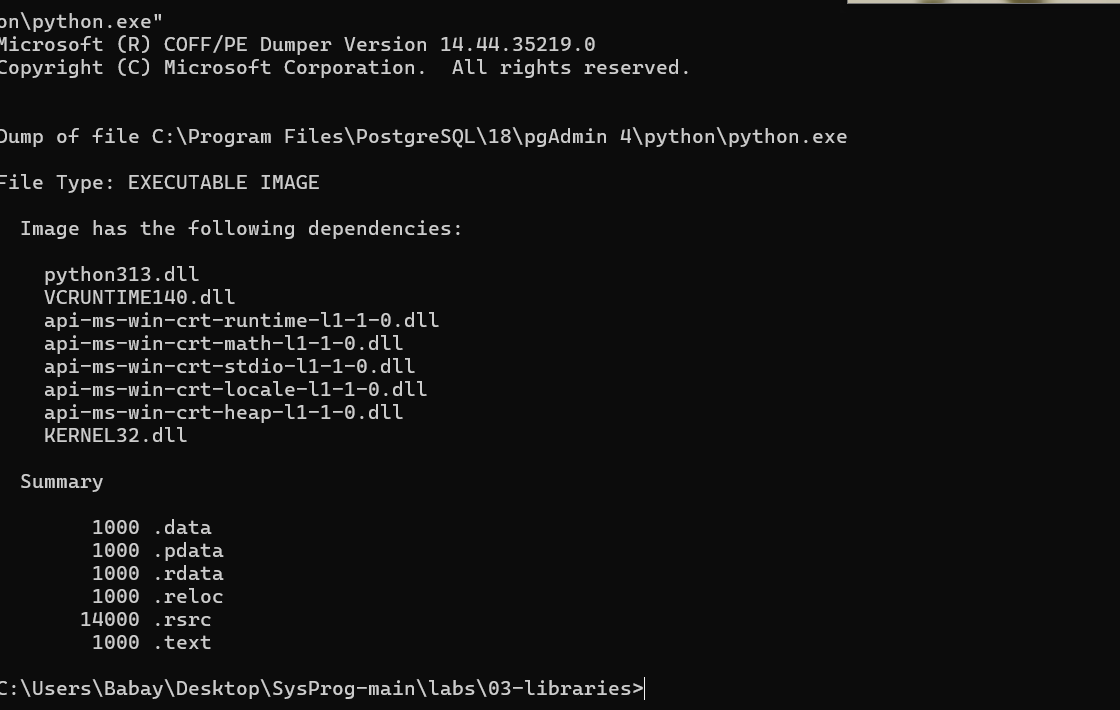 on\python.exe"
Microsoft (R) COFF/PE Dumper Version 14.44.35219.0
Copyright (C) Microsoft Corporation.  All rights reserved.
Dump of file C:\Program Files\PostgreSQL\18\pgAdmin 4\python\python.exe
File Type: EXECUTABLE IMAGE
Image has the following dependencies:
python313.dll
VCRUNTIME140.dll
api-ms-win-crt-runtime-l1-1-0.dll
api-ms-win-crt-math-l1-1-0.dll
api-ms-win-crt-stdio-l1-1-0.dll
api-ms-win-crt-locale-l1-1-0.dll
api-ms-win-crt-heap-l1-1-0.dll
KERNEL32.dll
Summary
1000 .data
1000 .pdata
1000 .rdata
1000 .reloc
14000 .rsrc
1000 .text
C:\Users\Babay\Desktop\SysProg-main\labs\03-libraries>